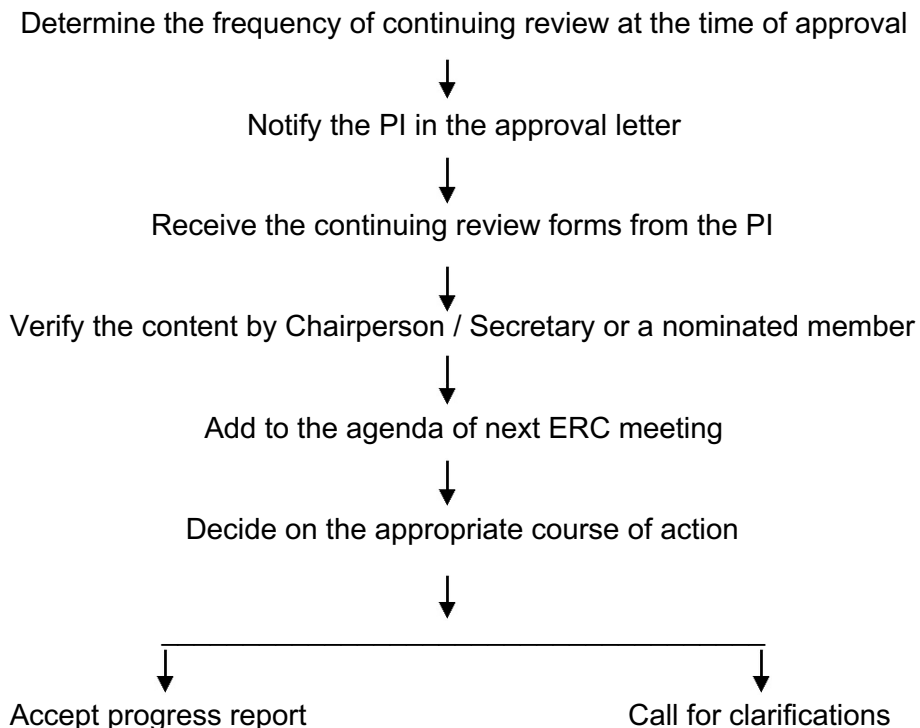 Determine the frequency of continuing review at the time of approval
Notify the PI in the approval letter
Receive the continuing review forms from the PI
Verify the content by Chairperson / Secretary or a nominated member
Add to the agenda of next ERC meeting
Decide on the appropriate course of action
Accept progress report
Call for clarifications